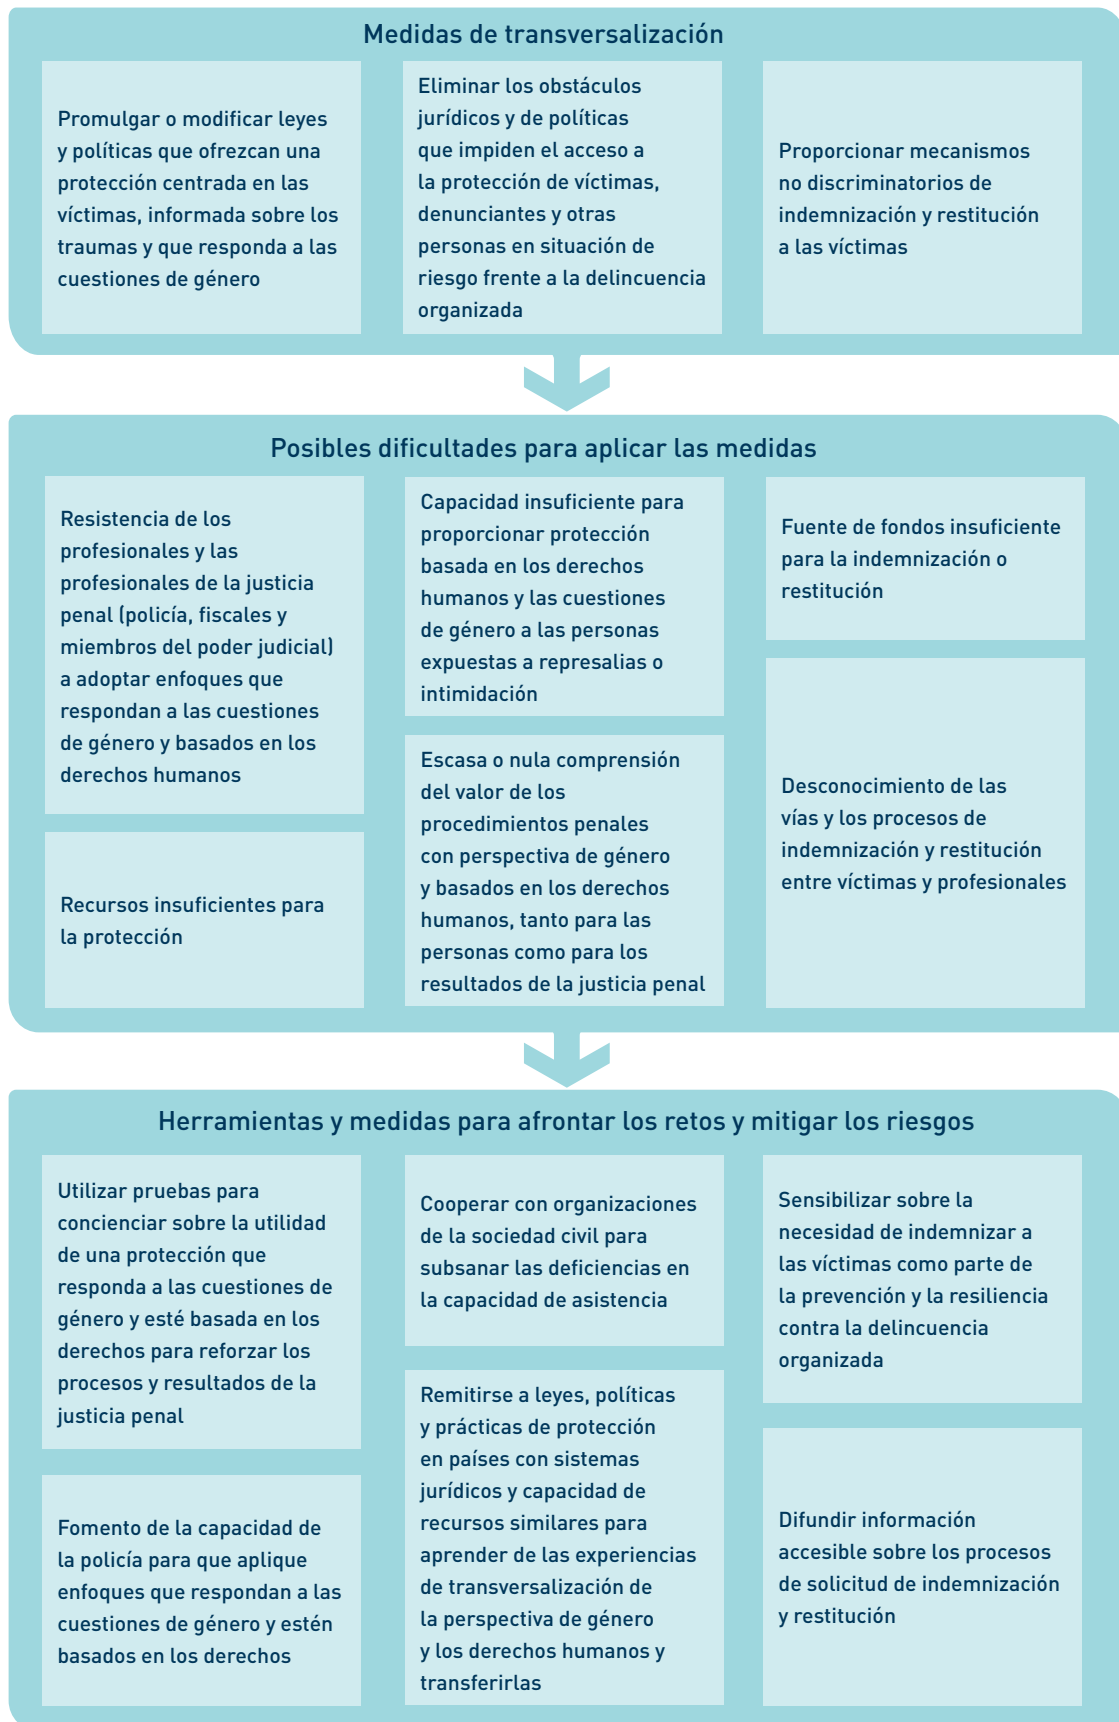 Medidas de transversalización
Promulgar o modificar leyes
y políticas que ofrezcan una
protección centrada en las
víctimas, informada sobre los
traumas y que responda a las
cuestiones de género
Eliminar los obstáculos
jurídicos y de políticas
que impiden el acceso a
la protección de víctimas,
denunciantes y otras
personas en situación de
riesgo frente a la delincuencia
organizada
Proporcionar mecanismos
no discriminatorios de
indemnización y restitución
a las víctimas
Posibles dificultades para aplicar las medidas
Resistencia de los
profesionales y las
profesionales de la justicia
penal (policía, fiscales y
miembros del poder judicial)
a adoptar enfoques que
respondan a las cuestiones
de género y basados en los
derechos humanos
Recursos insuficientes para
la protección
Capacidad insuficiente para
proporcionar protección
basada en los derechos
humanos y las cuestiones
de género a las personas
expuestas a represalias o
intimidación
Escasa o nula comprensión
del valor de los
procedimientos penales
con perspectiva de género
y basados en los derechos
humanos, tanto para las
personas como para los
resultados de la justicia penal
Fuente de fondos insuficiente
para la indemnización o
restitución
Desconocimiento de las
vías y los procesos de
indemnización y restitución
entre víctimas y profesionales
Herramientas y medidas para afrontar los retos y mitigar los riesgos
Utilizar pruebas para
concienciar sobre la utilidad
de una protección que
responda a las cuestiones de
género y esté basada en los
derechos para reforzar los
procesos y resultados de la
justicia penal
Fomento de la capacidad de
la policía para que aplique
enfoques que respondan a las
cuestiones de género y estén
basados en los derechos
Cooperar con organizaciones
de la sociedad civil para
subsanar las deficiencias en
la capacidad de asistencia
Remitirse a leyes, políticas
y prácticas de protección
en países con sistemas
jurídicos y capacidad de
recursos similares para
aprender de las experiencias
de transversalización de
la perspectiva de género
y los derechos humanos y
transferirlas
Sensibilizar sobre la
necesidad de indemnizar a
las víctimas como parte de
la prevención y la resiliencia
contra la delincuencia
organizada
Difundir información
accesible sobre los procesos
de solicitud de indemnización
y restitución